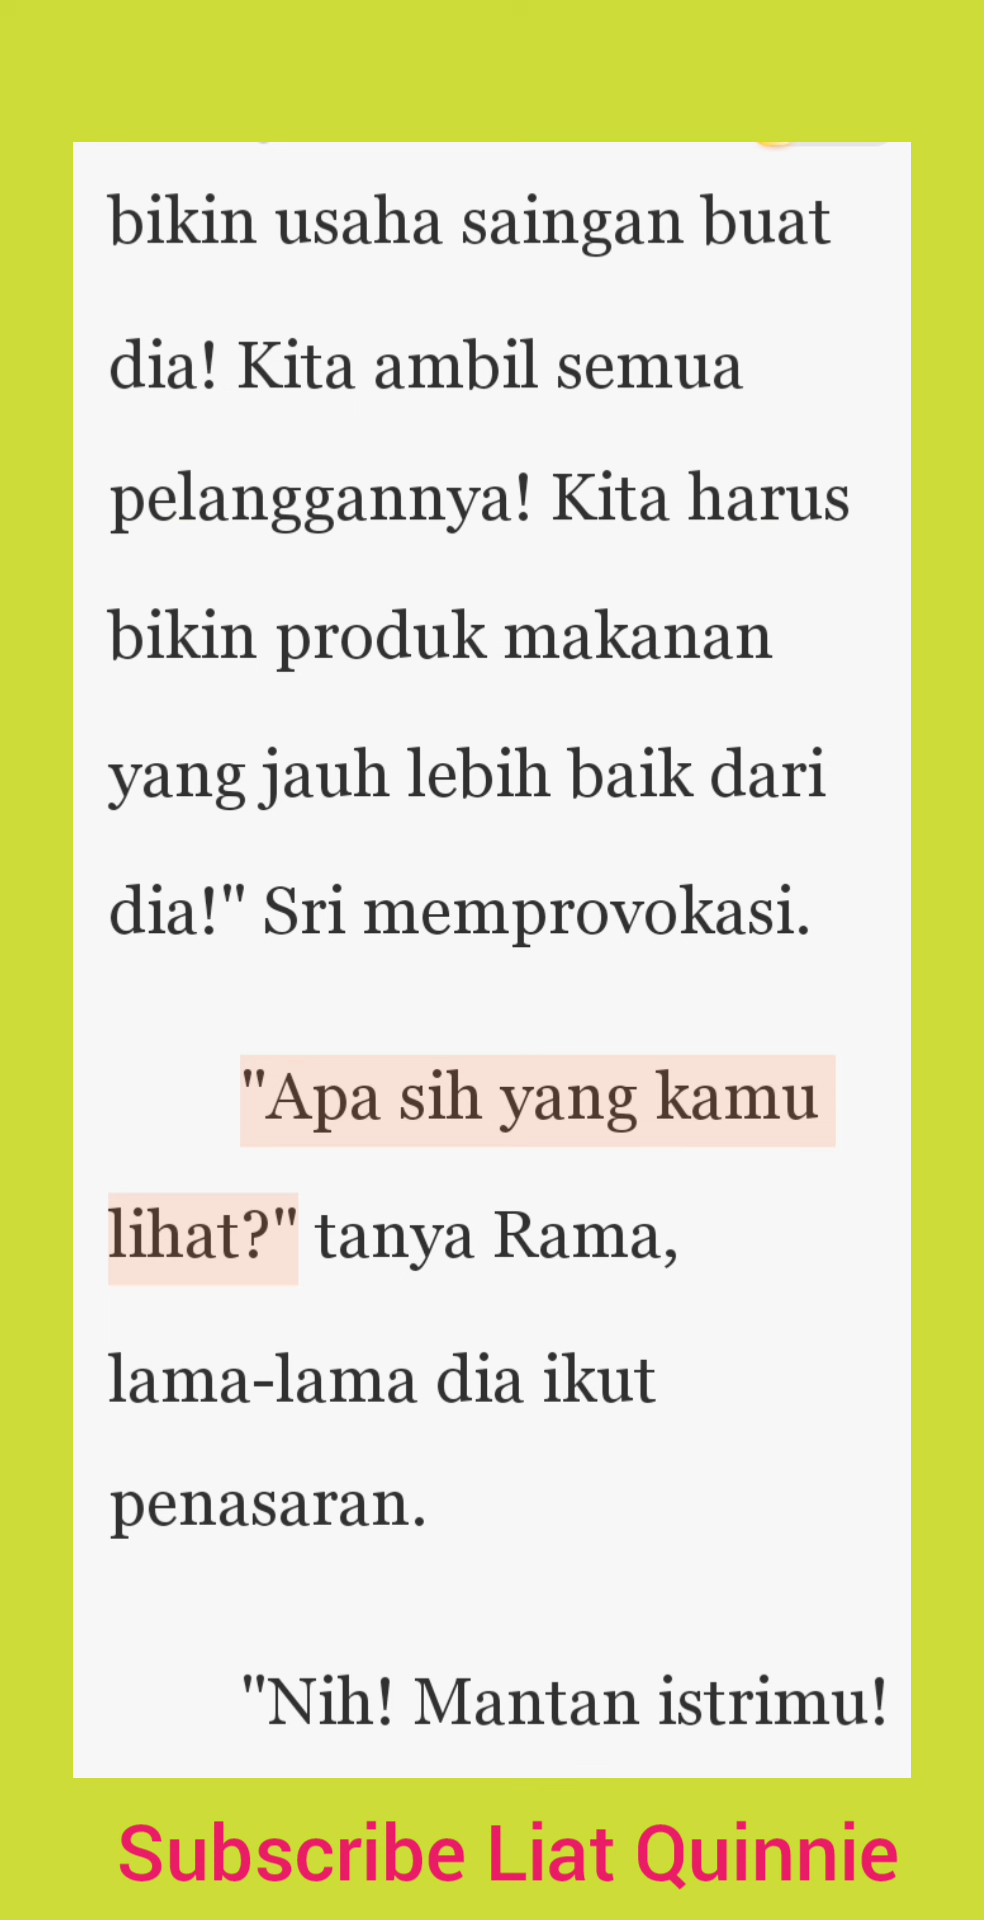 bikin usaha saingan buat
dia! Kita ambil semua
pelanggannya! Kita harus
bikin produk makanan
yang jauh lebih baik dari
dia!" Sri memprovokasi.
"Apa sih yang kamu
lihat?" tanya Rama,
lama-lama dia ikut
penasaran.
"Nih! Mantan istrimu!
Subscribe Liat Quinnie